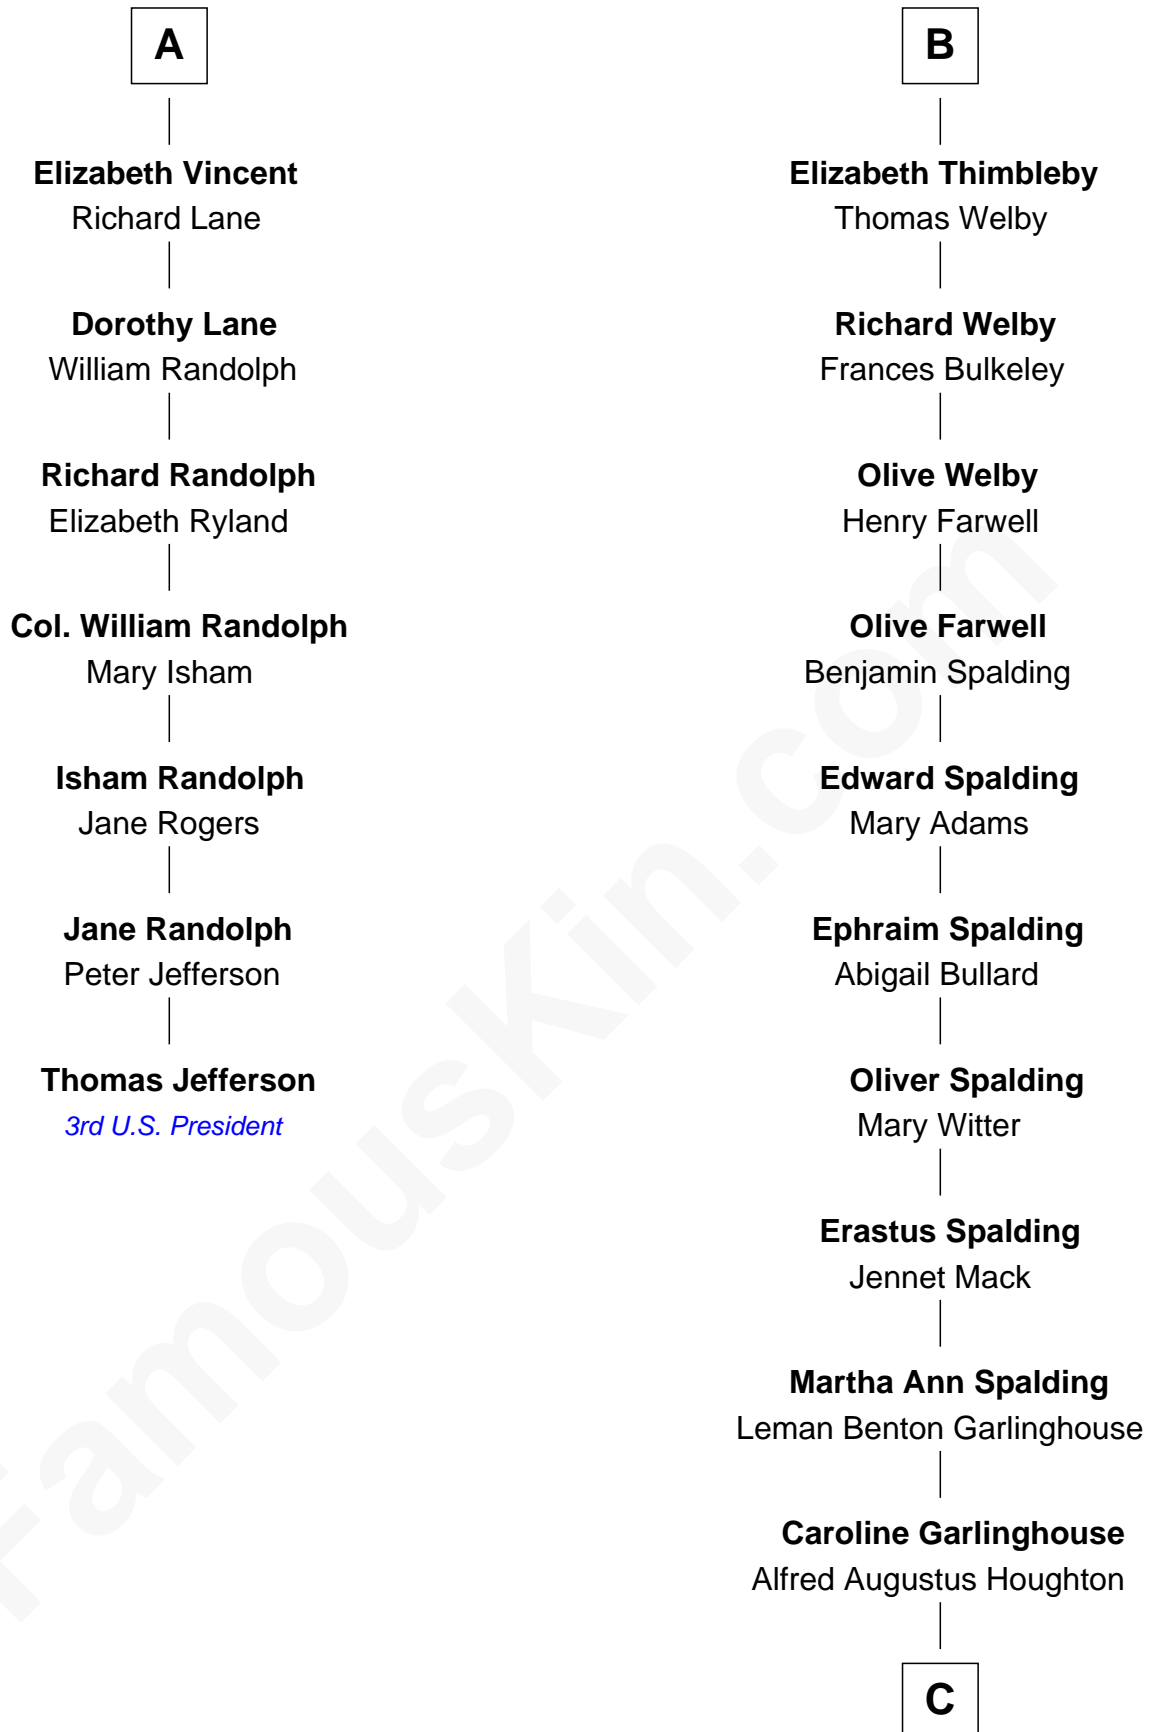 A
Elizabeth Vincent
Richard Lane
Dorothy Lane
William Randolph
Richard Randolph
Elizabeth Ryland
Col. William Randolph
Mary Isham
Isham Randolph
Jane Rogers
Jane Randolph
Peter Jefferson
Thomas Jefferson
3rd U.S. President
B
Elizabeth Thimbleby
Thomas Welby
Richard Welby
Frances Bulkeley
Olive Welby
Henry Farwell
Olive Farwell
Benjamin Spalding
Edward Spalding
Mary Adams
Ephraim Spalding
Abigail Bullard
Oliver Spalding
Mary Witter
Erastus Spalding
Jennet Mack
Martha Ann Spalding
Leman Benton Garlinghouse
Caroline Garlinghouse
Alfred Augustus Houghton
C
FamousKin.com